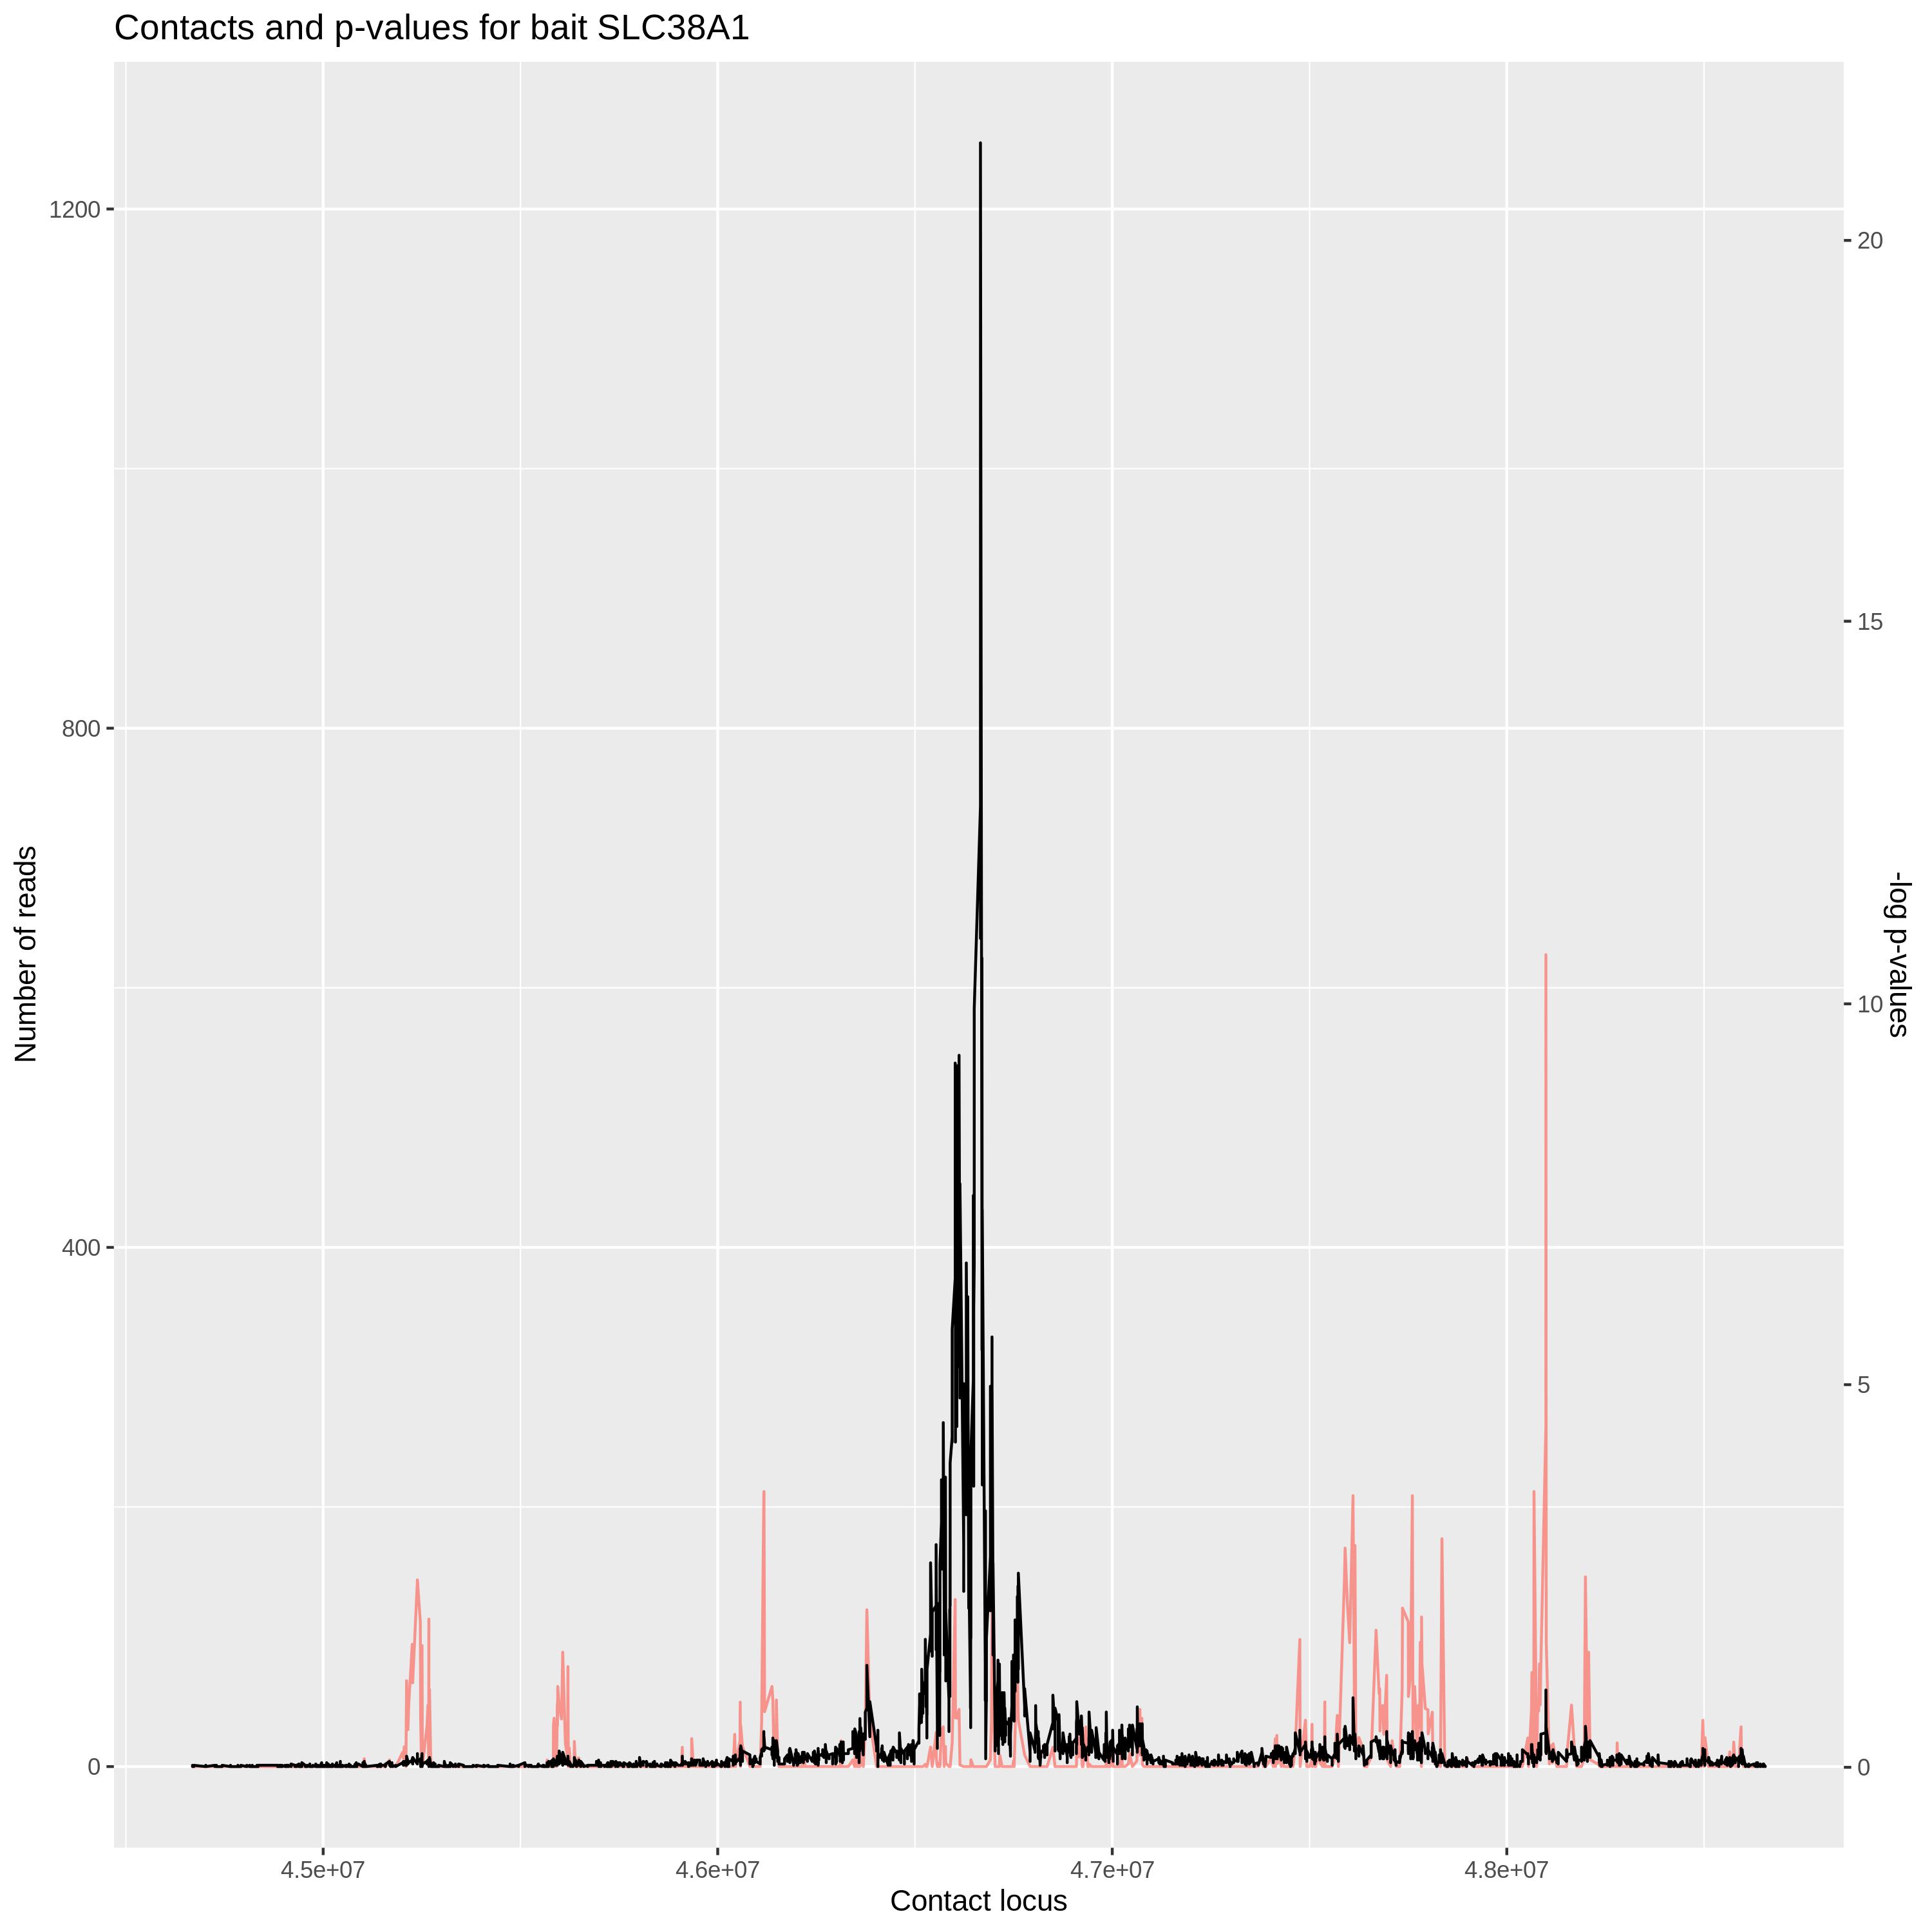 Contacts and p-values for bait SLC38A1
1200
800
400
0
Number of reads
20
15
10
5
0
-log p-values
4.5e+07
4.6e+07
4.7e+07
4.8e+07
Contact locus